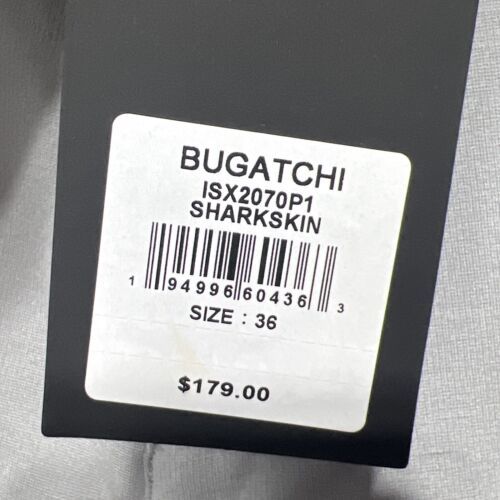 BUGATCHI
ISX2070P1
SHARKSKIN
1 94996 60436 3
SIZE : 36
$179.00